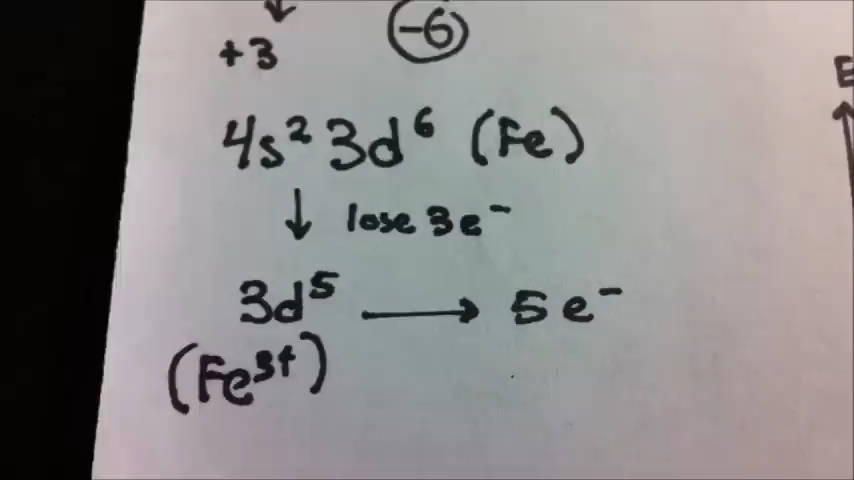 +3
-6
E
4s² 3d⁶ (Fe)
↓ lose 3e⁻
3d⁵ → 5e⁻
(Fe³⁺)